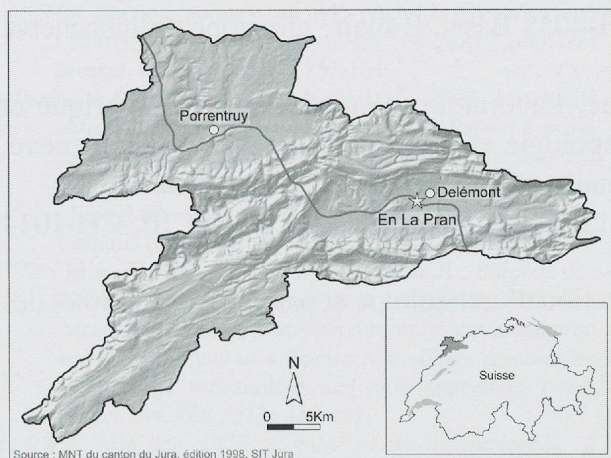 Porrentruy
Delémont
En La Pran
N
0 5Km
Suisse
Source : MNT du canton du Jura, édition 1998, SIT Jura